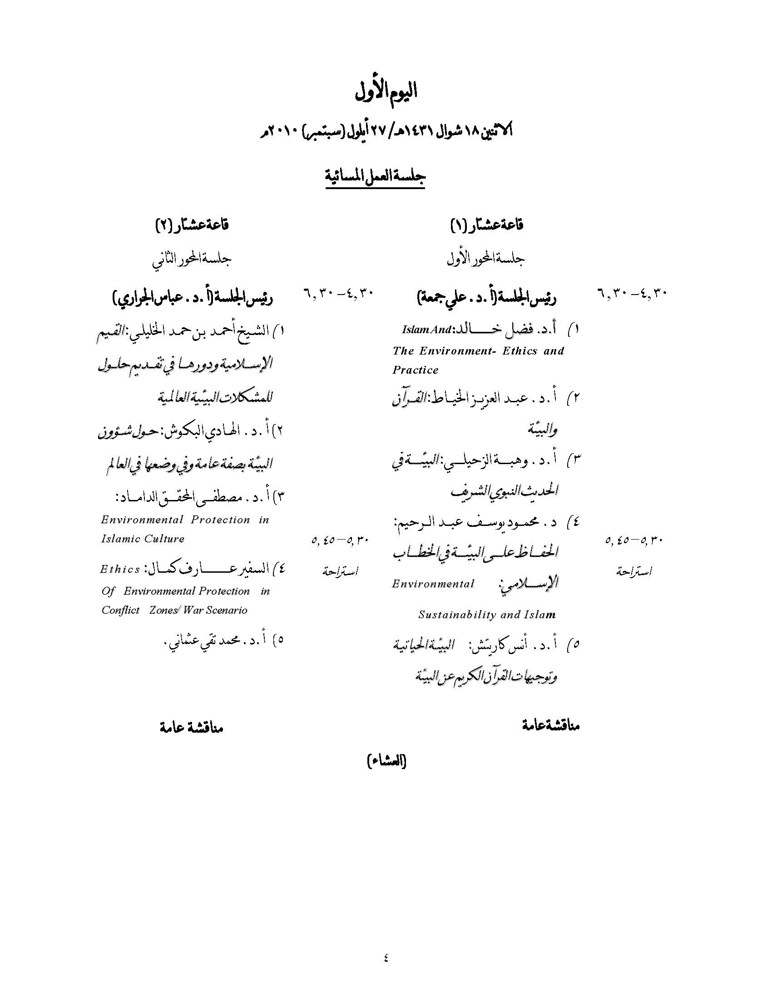 اليوم الأول
الاثنين ١٨ شوال ١٤٣١هـ/ ٢٧ أيلول (سبتمبر) ٢٠١٠م
جلسة العمل المسائية
قاعة عشتار (١)
جلسة المحور الأول
٤,٣٠ – ٦,٣٠
رئيس الجلسة (أ.د. علي جمعة)
١) أ.د. فضل خالد: Islam And
The Environment- Ethics and
Practice
٢) أ.د. عبد العزيز الخياط: القرآن
والبيئة
٣) أ.د. وهبة الزحيلي: البيئة في
الحديث النبوي الشريف
٤) د. محمود يوسف عبد الرحيم:
٥,٣٠ – ٥,٤٥
الحفاظ على البيئة في الخطاب
استراحة
الإسلامي: Environmental
Sustainability and Islam
٥) أ.د. أنس كاريتش: البيئة الحياتية
وتوجيهات القرآن الكريم عن البيئة
مناقشة عامة
قاعة عشتار (٢)
جلسة المحور الثاني
٤,٣٠ – ٦,٣٠
رئيس الجلسة (أ.د. عباس الجراري)
١) الشيخ أحمد بن حمد الخليلي: القيم
الإسلامية ودورها في تقديم حلول
للمشكلات البيئية العالمية
٢) أ.د. الهادي البكوش: حول شؤون
البيئة بصفة عامة وفي وضعها في العالم
٣) أ.د. مصطفى المحقق الداماد:
Environmental Protection in
Islamic Culture
٥,٣٠ – ٥,٤٥
استراحة
٤) السفير عارف كمال: Ethics
Of Environmental Protection in
Conflict Zones/ War Scenario
٥) أ.د. محمد تقي عثماني.
مناقشة عامة
(العشاء)
٤